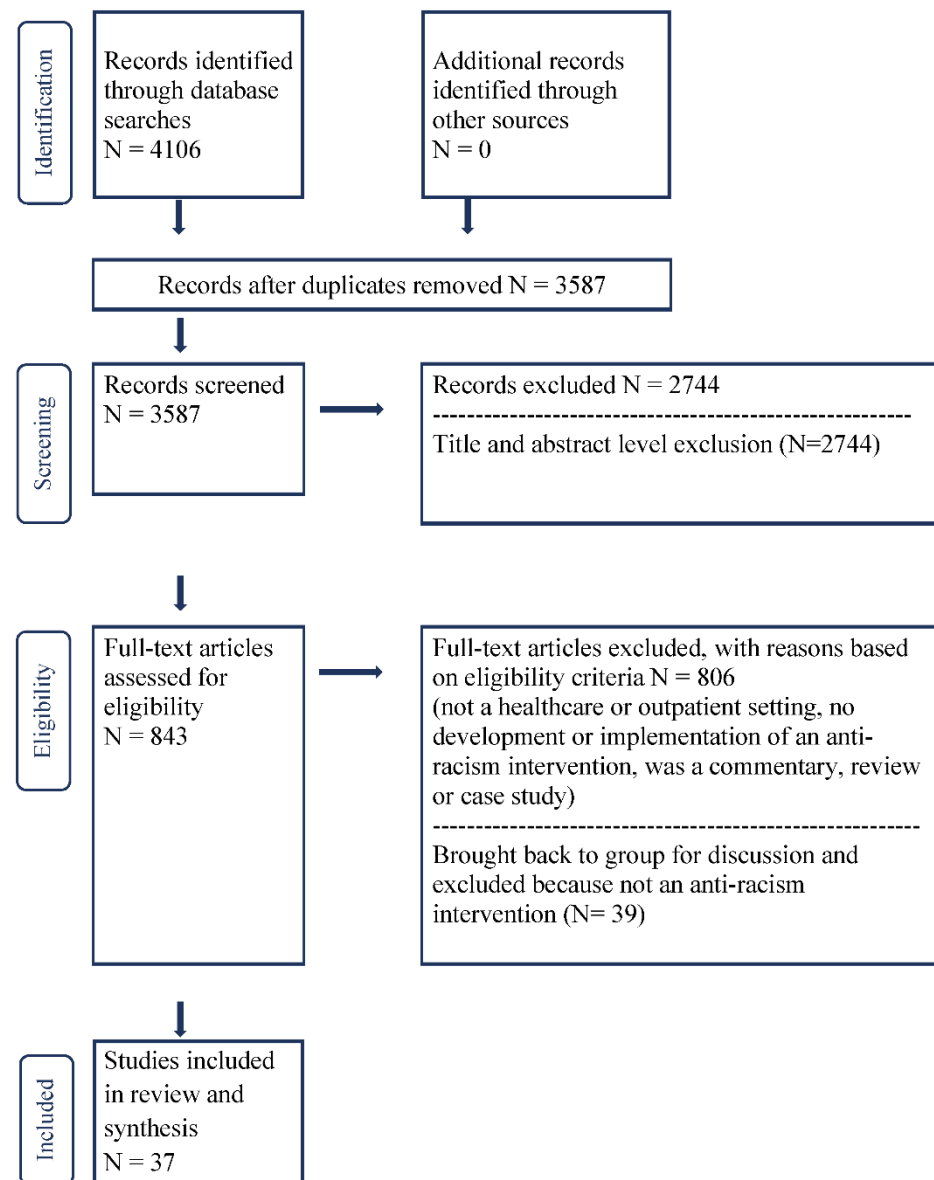 Identification
Records identified
through database
searches
N = 4106
Additional records
identified through
other sources
N = 0
Records after duplicates removed N = 3587
Screening
Records screened
N = 3587
Records excluded N = 2744
-------------------------------------------------------
Title and abstract level exclusion (N=2744)
Eligibility
Full-text articles
assessed for
eligibility
N = 843
Full-text articles excluded, with reasons based
on eligibility criteria N = 806
(not a healthcare or outpatient setting, no
development or implementation of an anti-
racism intervention, was a commentary, review
or case study)
--------------------------------------------------------
Brought back to group for discussion and
excluded because not an anti-racism
intervention (N= 39)
Included
Studies included
in review and
synthesis
N = 37